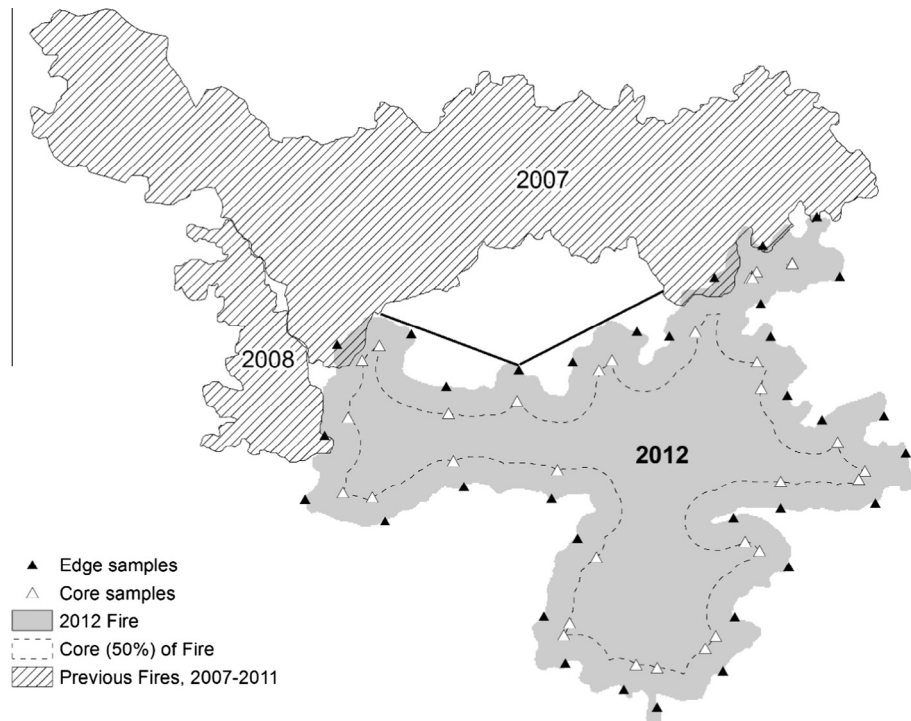 2007
2008
2012
Edge samples
Core samples
2012 Fire
Core (50%) of Fire
Previous Fires, 2007-2011